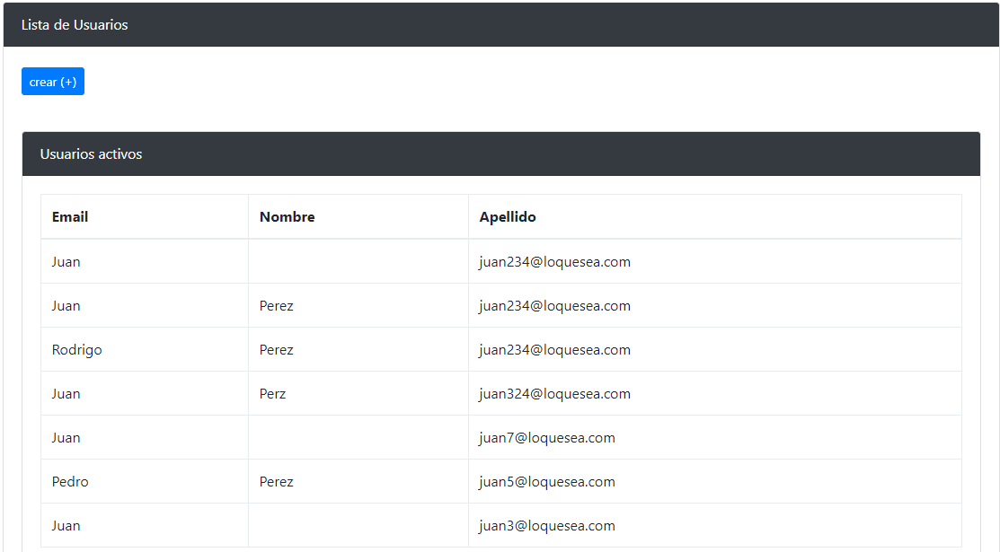 Lista de Usuarios
crear (+)
Usuarios activos
Email Nombre Apellido
Juan juan234@loquesea.com
Juan Perez juan234@loquesea.com
Rodrigo Perez juan234@loquesea.com
Juan Perz juan324@loquesea.com
Juan juan7@loquesea.com
Pedro Perez juan5@loquesea.com
Juan juan3@loquesea.com